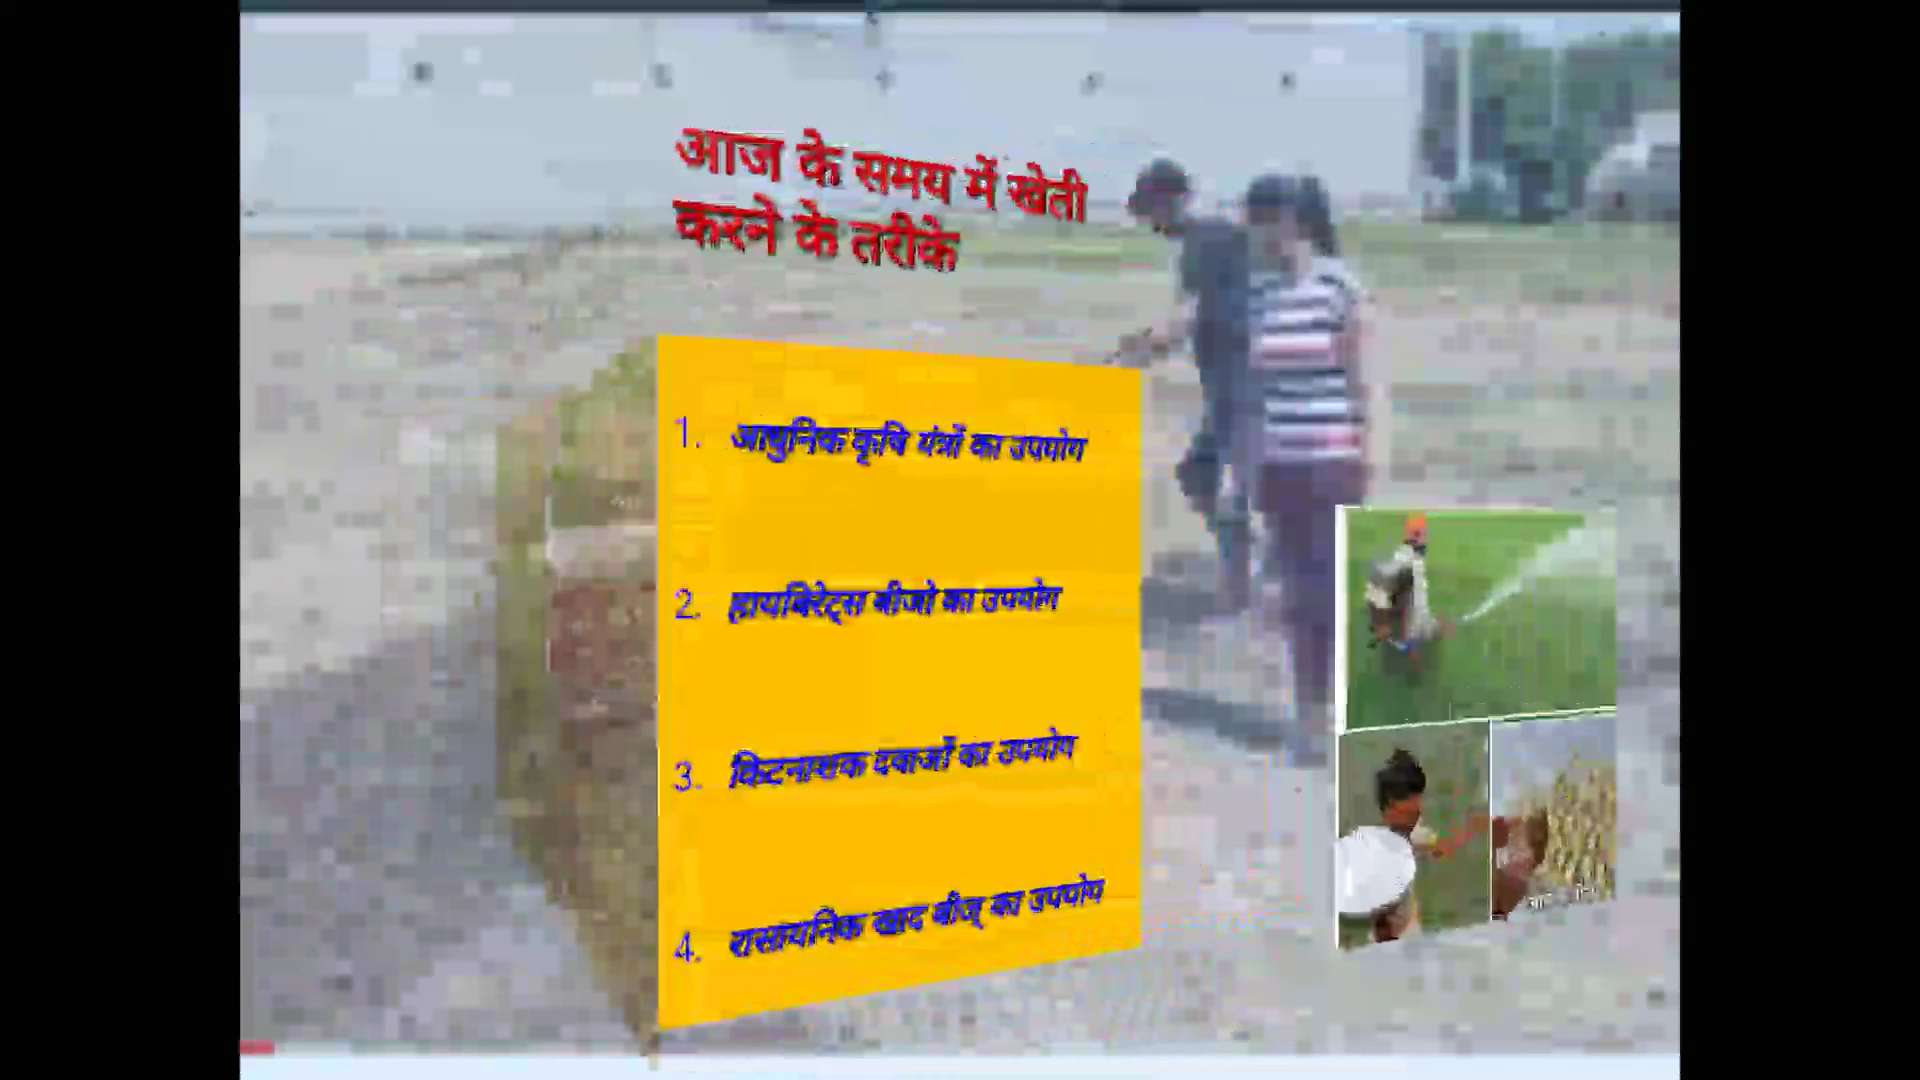 आज के समय में खेती
करने के तरीके
1. आधुनिक कृषि यंत्रों का उपयोग
2. हायबिरेट्स बीजो का उपयोग
3. किटनाशक दवाओं का उपयोग
4. रासायनिक खाद बीज् का उपयोग